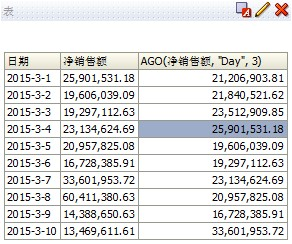 表
日期 净销售额 AGO(净销售额, "Day", 3)
2015-3-1 25,901,531.18 21,206,903.81
2015-3-2 19,606,039.09 21,840,521.62
2015-3-3 19,297,112.63 23,512,909.85
2015-3-4 23,134,624.69 25,901,531.18
2015-3-5 20,957,825.08 19,606,039.09
2015-3-6 16,728,385.91 19,297,112.63
2015-3-7 33,601,953.72 23,134,624.69
2015-3-8 60,411,380.63 20,957,825.08
2015-3-9 14,388,650.63 16,728,385.91
2015-3-10 13,469,611.61 33,601,953.72